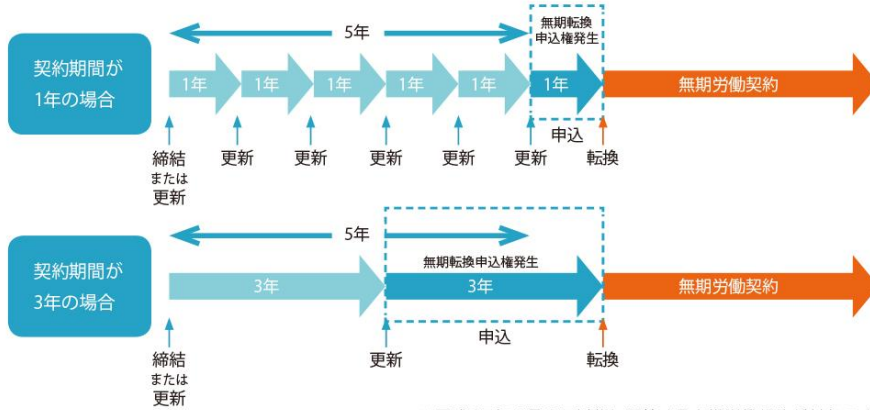 5年
無期転換
申込権発生
契約期間が
1年の場合
1年 1年 1年 1年 1年 1年 無期労働契約
申込
締結
または
更新
更新 更新 更新 更新 更新 転換
5年
無期転換申込権発生
契約期間が
3年の場合
3年 3年 無期労働契約
申込
締結
または
更新
更新 転換